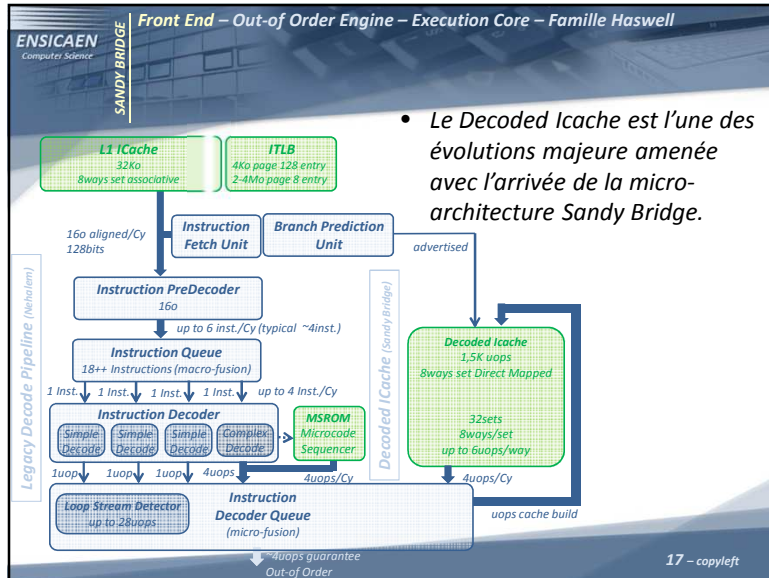 ENSICAEN
Computer Science
SANDY BRIDGE
Front End – Out-of Order Engine – Execution Core – Famille Haswell
• Le Decoded Icache est l’une des
évolutions majeure amenée
avec l’arrivée de la micro-
architecture Sandy Bridge.
L1 ICache
32Ko
8ways set associative
ITLB
4Ko page 128 entry
2-4Mo page 8 entry
16o aligned/Cy
128bits
Instruction
Fetch Unit
Branch Prediction
Unit
advertised
Instruction PreDecoder
16o
up to 6 inst./Cy (typical ~4inst.)
Instruction Queue
18++ Instructions (macro-fusion)
1 Inst. 1 Inst. 1 Inst. 1 Inst. up to 4 Inst./Cy
Instruction Decoder
Simple
Decode
Simple
Decode
Simple
Decode
Complex
Decode
MSROM
Microcode
Sequencer
1uop 1uop 1uop 4uops 4uops/Cy
Loop Stream Detector
up to 28uops
Instruction
Decoder Queue
(micro-fusion)
~4uops guarantee
Out-of Order
Legacy Decode Pipeline (Nehalem)
Decoded ICache (Sandy Bridge)
Decoded Icache
1,5K uops
8ways set Direct Mapped
32sets
8ways/set
up to 6uops/way
4uops/Cy
uops cache build
17 – copyleft